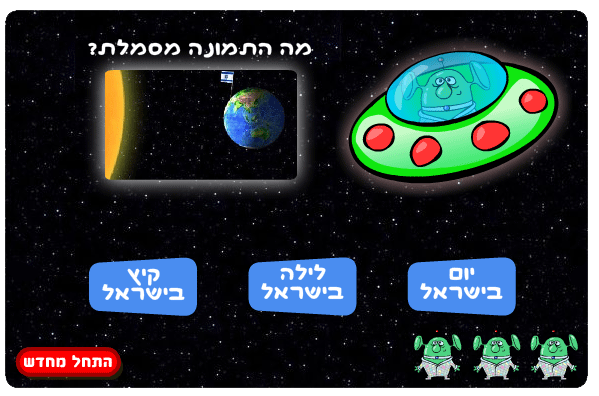 מה התמונה מסמלת?
יום
בישראל
לילה
בישראל
קיץ
בישראל
התחל מחדש